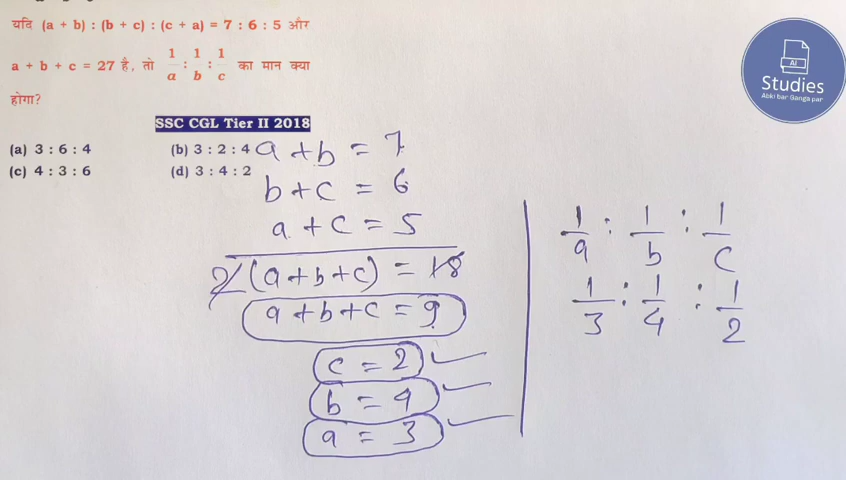 यदि (a + b) : (b + c) : (c + a) = 7 : 6 : 5 और
a + b + c = 27 है, तो 1/a : 1/b : 1/c का मान क्या
होगा?
SSC CGL Tier II 2018
(a) 3 : 6 : 4 (b) 3 : 2 : 4
(c) 4 : 3 : 6 (d) 3 : 4 : 2
a + b = 7
b + c = 6
a + c = 5
2(a + b + c) = 18
a + b + c = 9
c = 2
b = 4
a = 3
1/a : 1/b : 1/c
1/3 : 1/4 : 1/2
AI
Studies
Abki bar Ganga par